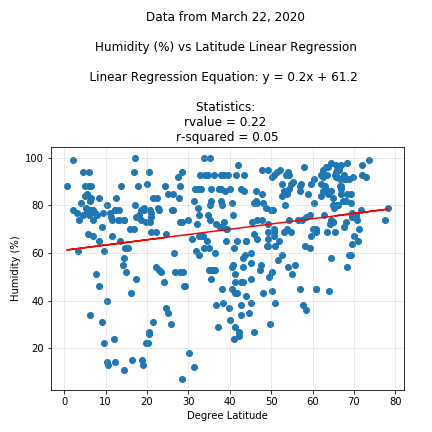 Data from March 22, 2020
Humidity (%) vs Latitude Linear Regression
Linear Regression Equation: y = 0.2x + 61.2
Statistics:
rvalue = 0.22
r-squared = 0.05
100
80
60
40
20
Humidity (%)
0 10 20 30 40 50 60 70 80
Degree Latitude